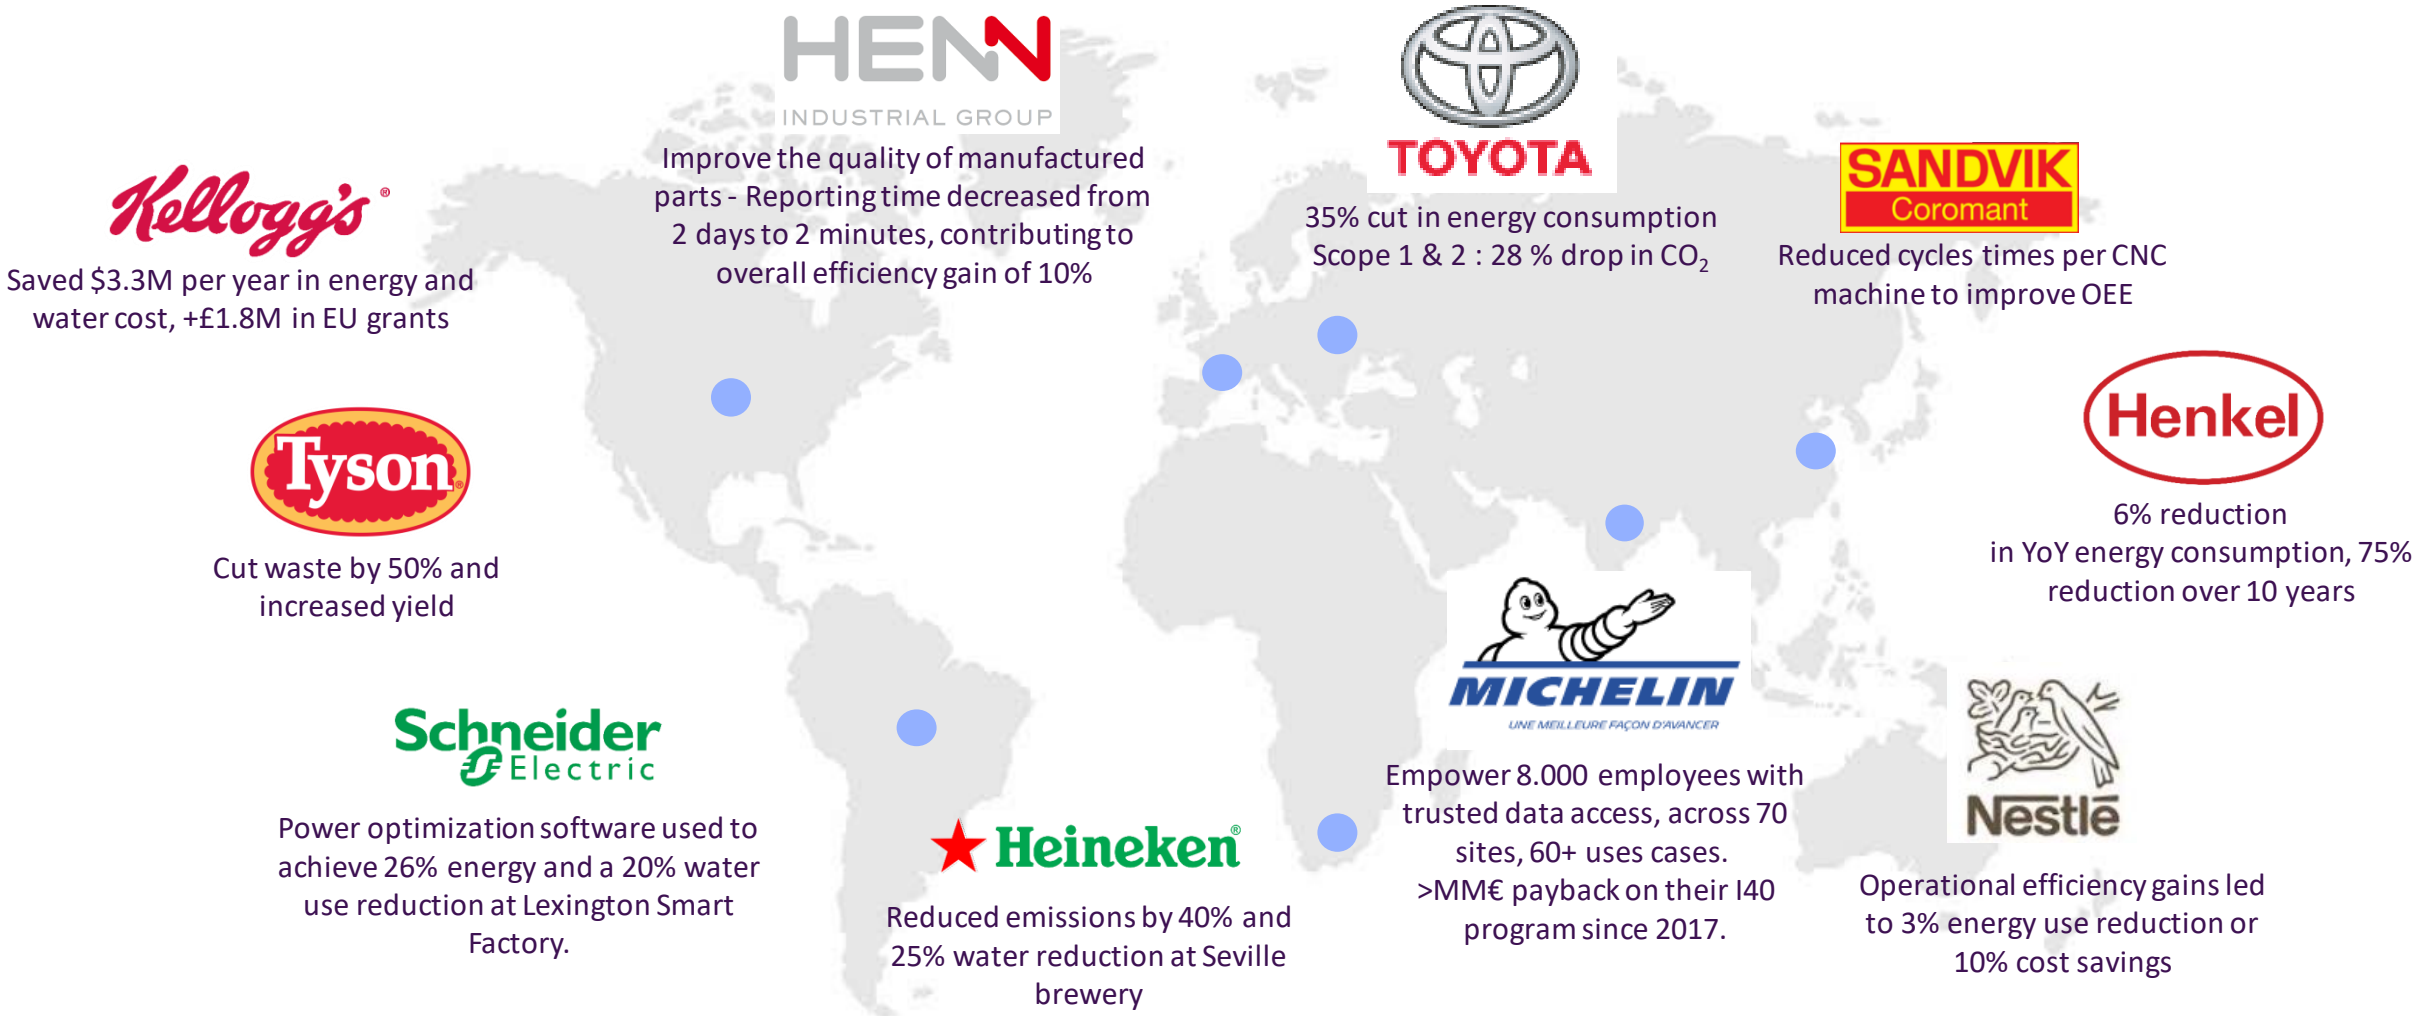 HENN
INDUSTRIAL GROUP
Improve the quality of manufactured
parts - Reporting time decreased from
2 days to 2 minutes, contributing to
overall efficiency gain of 10%
TOYOTA
35% cut in energy consumption
Scope 1 & 2 : 28 % drop in CO₂
SANDVIK
Coromant
Reduced cycles times per CNC
machine to improve OEE
Kellogg's®
Saved $3.3M per year in energy and
water cost, +£1.8M in EU grants
Henkel
6% reduction
in YoY energy consumption, 75%
reduction over 10 years
Tyson®
Cut waste by 50% and
increased yield
MICHELIN
UNE MEILLEURE FAÇON D'AVANCER
Empower 8.000 employees with
trusted data access, across 70
sites, 60+ uses cases.
>MM€ payback on their I40
program since 2017.
Schneider
Electric
Power optimization software used to
achieve 26% energy and a 20% water
use reduction at Lexington Smart
Factory.
Heineken®
Reduced emissions by 40% and
25% water reduction at Seville
brewery
Nestlé
Operational efficiency gains led
to 3% energy use reduction or
10% cost savings